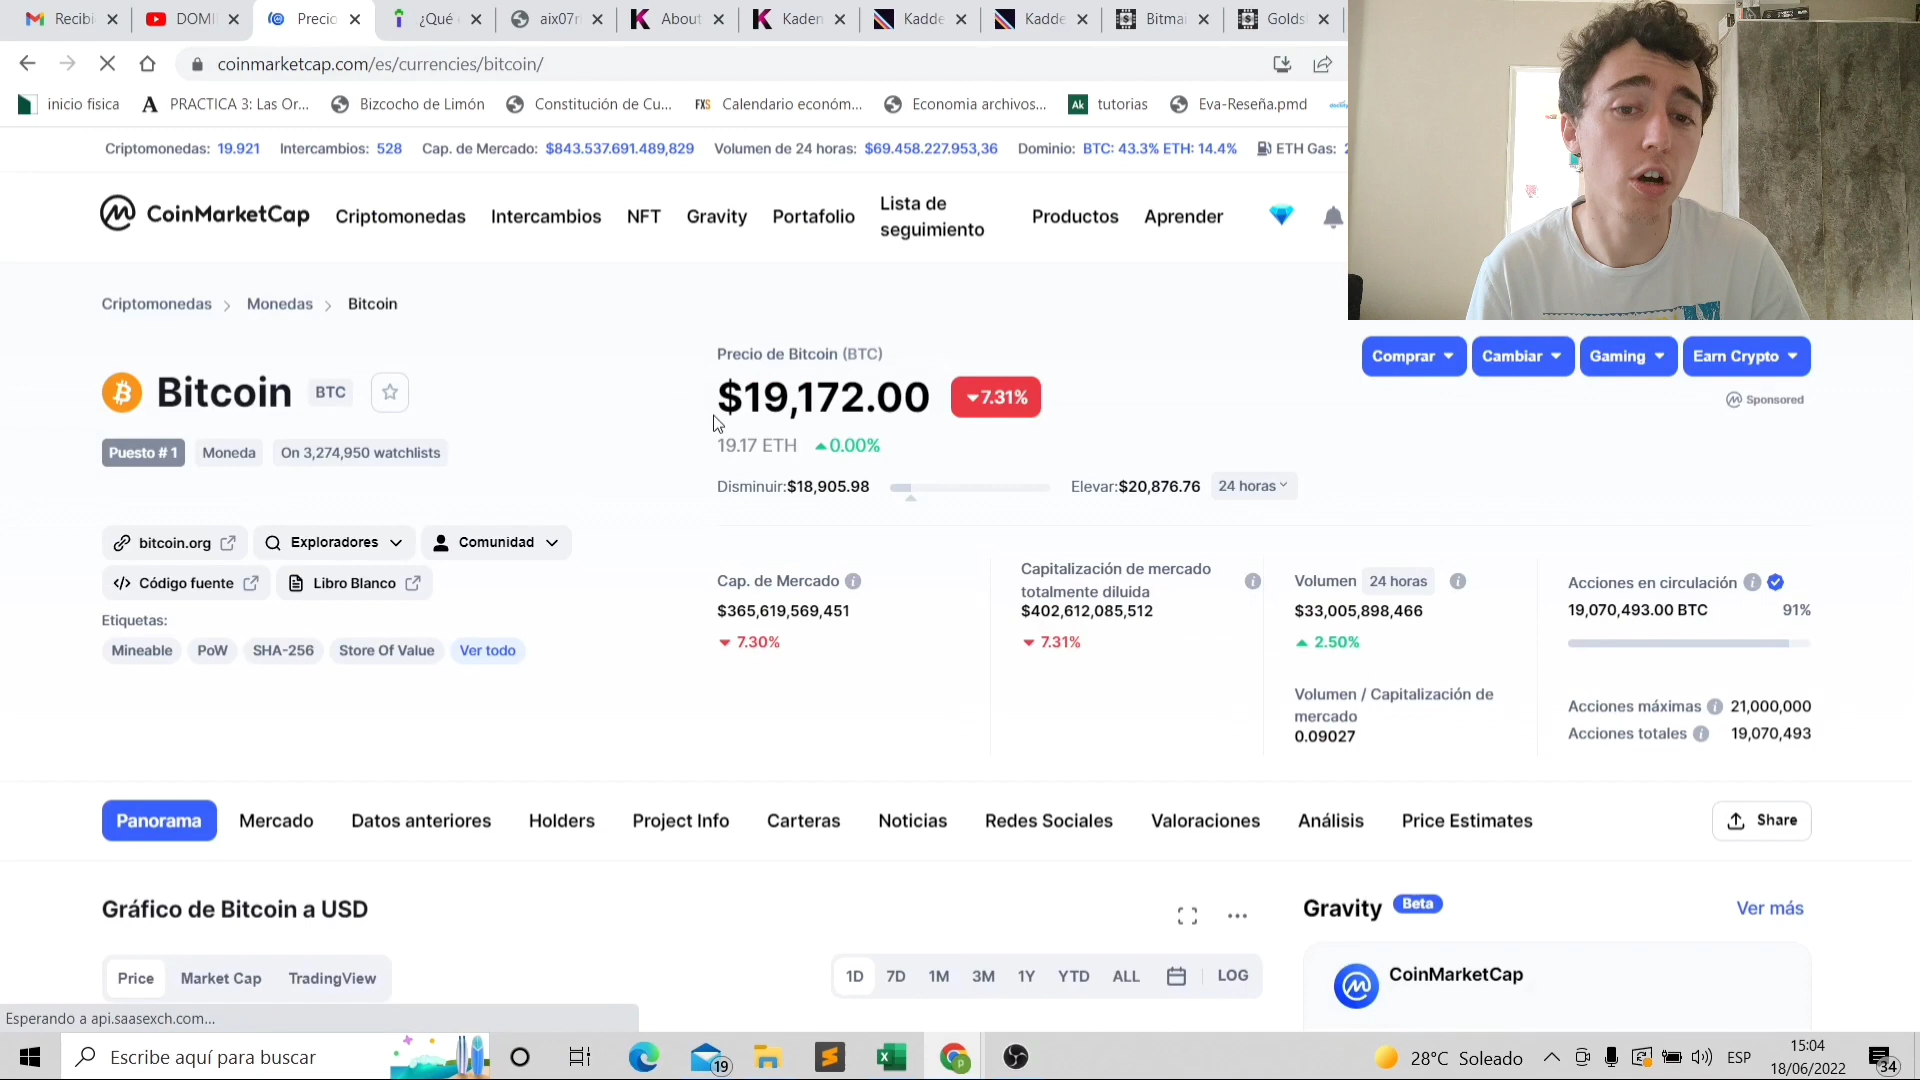 Recibi
DOMI
Precio
¿Qué
aix07r
About
Kaden
Kadde
Kadde
Bitmai
Golds
coinmarketcap.com/es/currencies/bitcoin/
inicio fisica
PRACTICA 3: Las Or...
Bizcocho de Limón
Constitución de Cu...
FXS
Calendario económ...
Economia archivos...
Ak
tutorias
Eva-Reseña.pmd
Criptomonedas: 19.921
Intercambios: 528
Cap. de Mercado: $843.537.691.489,829
Volumen de 24 horas: $69.458.227.953,36
Dominio: BTC: 43.3% ETH: 14.4%
ETH Gas:
CoinMarketCap
Criptomonedas
Intercambios
NFT
Gravity
Portafolio
Lista de
seguimiento
Productos
Aprender
Criptomonedas
Monedas
Bitcoin
Bitcoin
BTC
Puesto # 1
Moneda
On 3,274,950 watchlists
Precio de Bitcoin (BTC)
$19,172.00
7.31%
19.17 ETH
0.00%
Disminuir:$18,905.98
Elevar:$20,876.76
24 horas
Comprar
Cambiar
Gaming
Earn Crypto
Sponsored
bitcoin.org
Exploradores
Comunidad
Código fuente
Libro Blanco
Etiquetas:
Mineable
PoW
SHA-256
Store Of Value
Ver todo
Cap. de Mercado
$365,619,569,451
7.30%
Capitalización de mercado
totalmente diluida
$402,612,085,512
7.31%
Volumen
24 horas
$33,005,898,466
2.50%
Volumen / Capitalización de
mercado
0.09027
Acciones en circulación
19,070,493.00 BTC
91%
Acciones máximas
21,000,000
Acciones totales
19,070,493
Panorama
Mercado
Datos anteriores
Holders
Project Info
Carteras
Noticias
Redes Sociales
Valoraciones
Análisis
Price Estimates
Share
Gráfico de Bitcoin a USD
Gravity
Beta
Ver más
Price
Market Cap
TradingView
1D
7D
1M
3M
1Y
YTD
ALL
LOG
CoinMarketCap
Esperando a api.saasexch.com...
Escribe aquí para buscar
19
28°C Soleado
ESP
15:04
18/06/2022
34